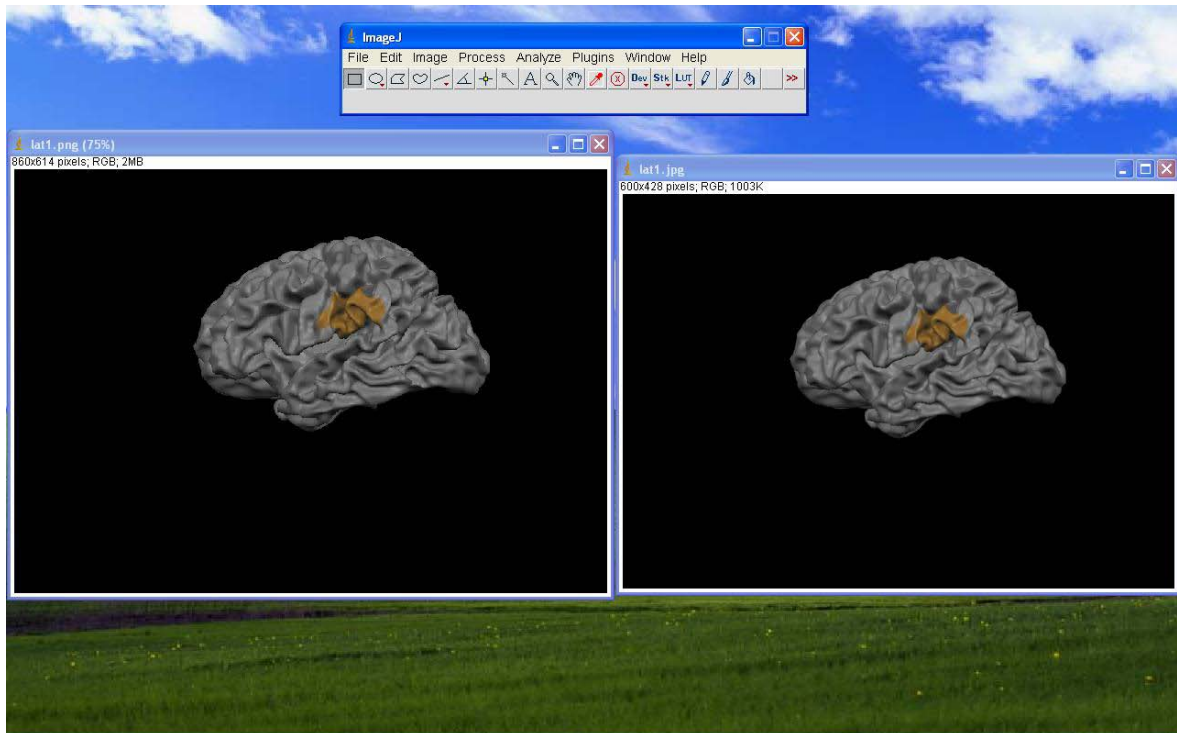 ImageJ
File Edit Image Process Analyze Plugins Window Help
A Dev Stk LUT >>
lat1.png (75%)
860x614 pixels; RGB; 2MB
lat1.jpg
600x428 pixels; RGB; 1003K